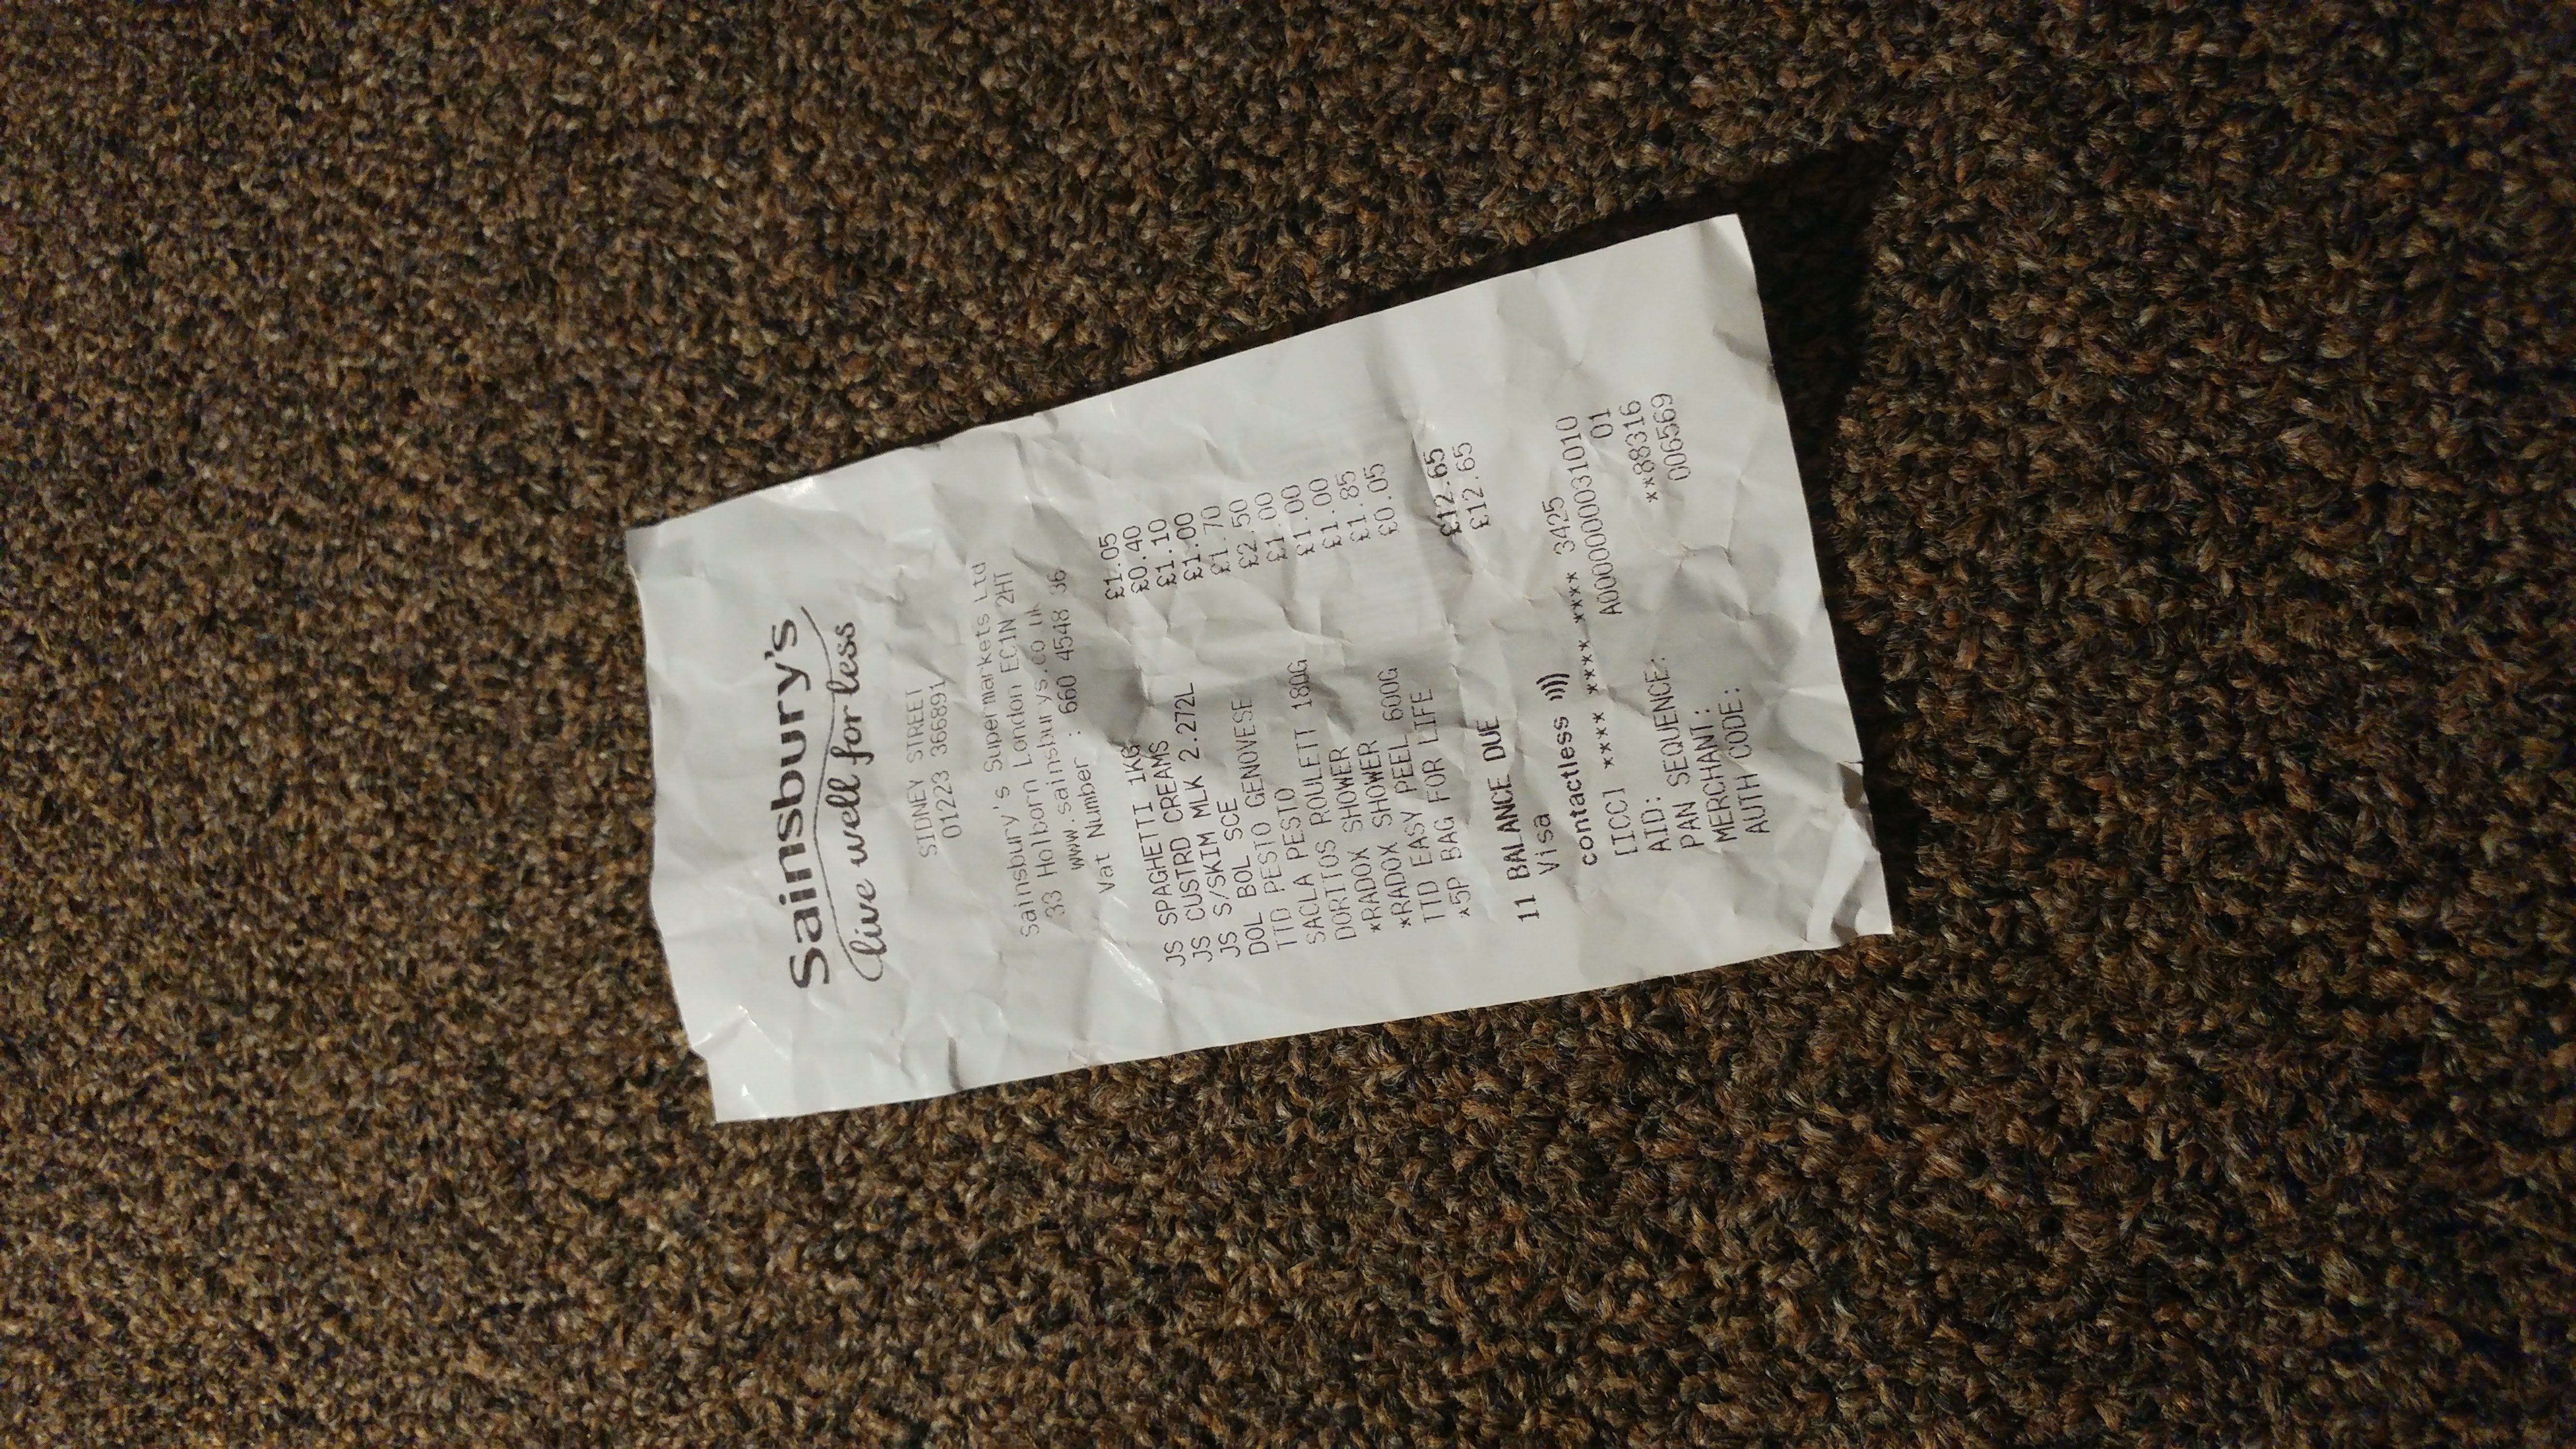 Sainsbury's
live well for less
SIDNEY STREET
01223 366891
Sainsbury's Supermarkets Ltd
33 Holborn London EC1N 2HT
www.sainsburys.co.uk
Vat Number : 660 4548 36
JS SPAGHETTI 1KG £1.05
JS CUSTRD CREAMS £0.40
JS S/SKIM MLK 2.272L £1.10
DOL BOL SCE £1.00
TTD PESTO GENOVESE £1.70
SACLA PESTO £2.50
DORITOS ROULETT 180G £1.00
*RADOX SHOWER £1.00
*RADOX SHOWER £1.00
TTD EASY PEEL 600G £1.85
*5P BAG FOR LIFE £0.05
11 BALANCE DUE £12.65
Visa £12.65
contactless
[ICC] **** **** **** 3425
AID: A0000000031010
PAN SEQUENCE: 01
MERCHANT: **88316
AUTH CODE: 006569